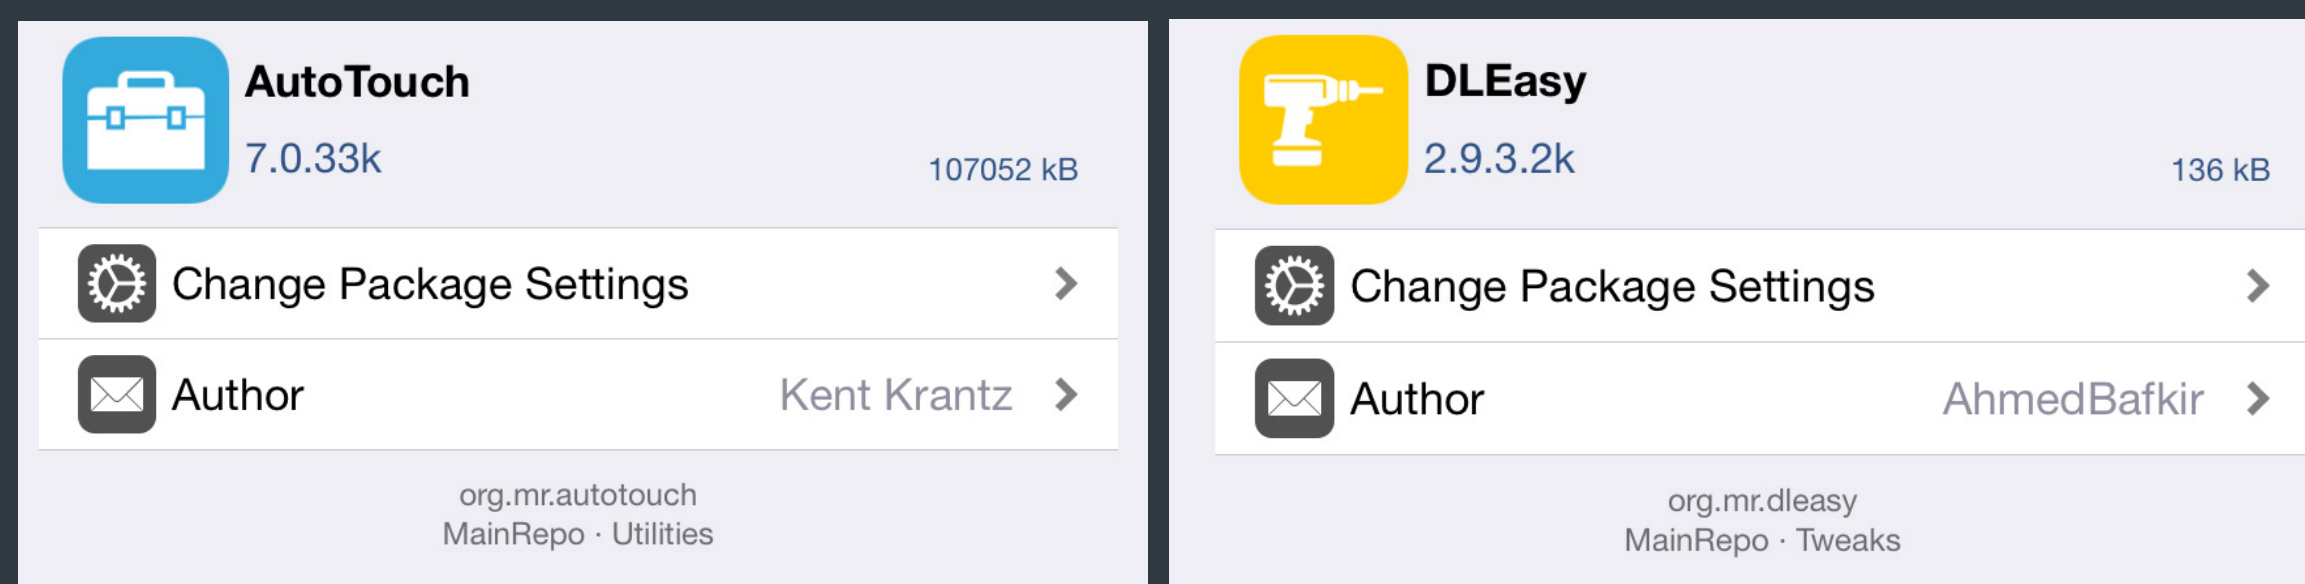 AutoTouch
7.0.33k
107052 kB
Change Package Settings
Author
Kent Krantz
org.mr.autotouch
MainRepo · Utilities
DLEasy
2.9.3.2k
136 kB
Change Package Settings
Author
AhmedBafkir
org.mr.dleasy
MainRepo · Tweaks